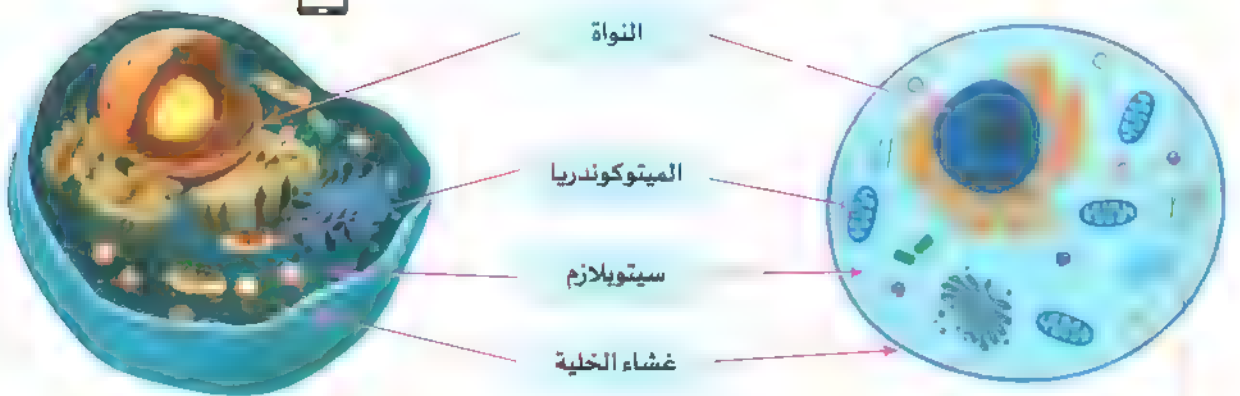 النواة
الميتوكوندريا
سيتوبلازم
غشاء الخلية